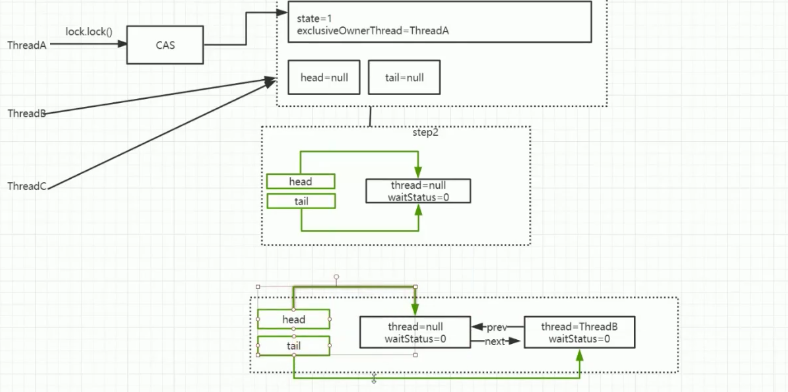 state=1
exclusiveOwnerThread=ThreadA
lock.lock()
ThreadA
CAS
head=null
tail=null
ThreadB
step2
head
thread=null
waitStatus=0
tail
ThreadC
head
thread=null
waitStatus=0
prev
next
thread=ThreadB
waitStatus=0
tail